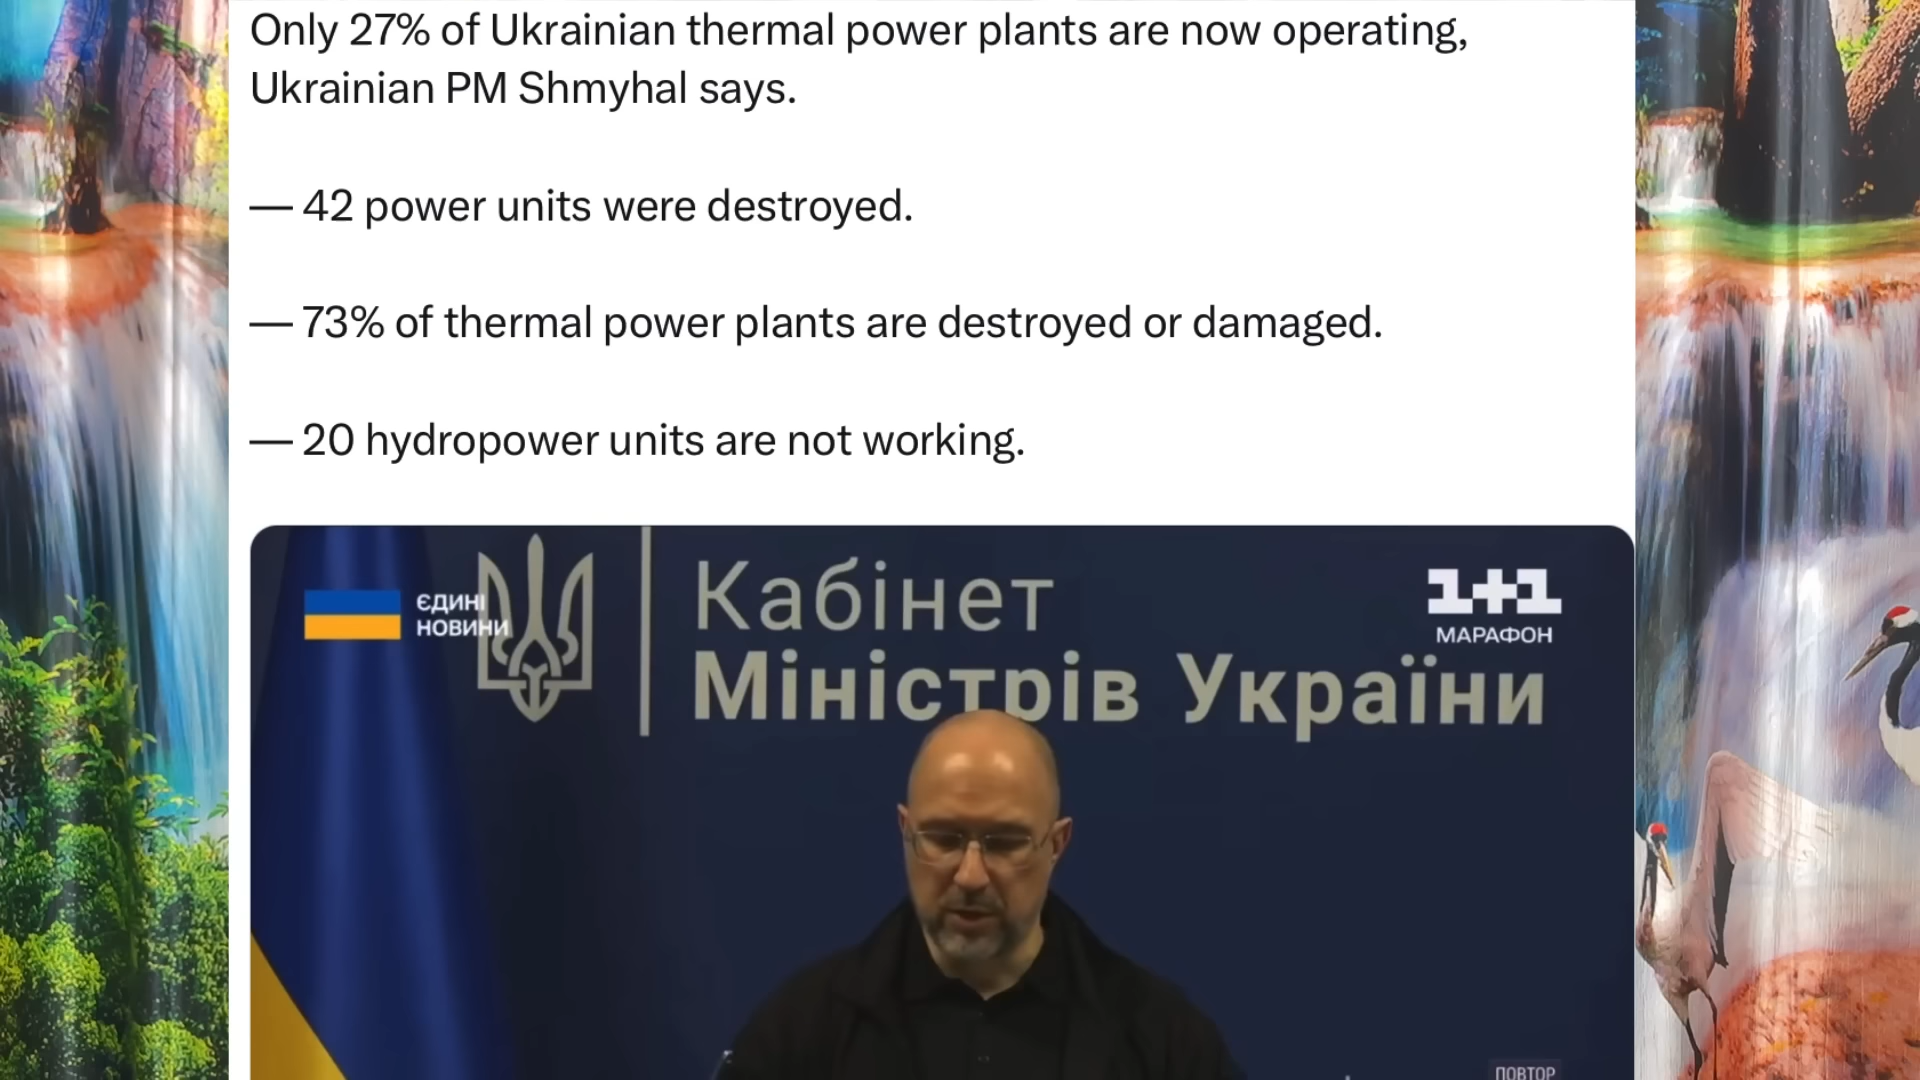 Only 27% of Ukrainian thermal power plants are now operating,
Ukrainian PM Shmyhal says.
— 42 power units were destroyed.
— 73% of thermal power plants are destroyed or damaged.
— 20 hydropower units are not working.
ЄДИНІ
НОВИНИ
Кабінет
Міністрів України
1+1
МАРАФОН
ПОВТОР